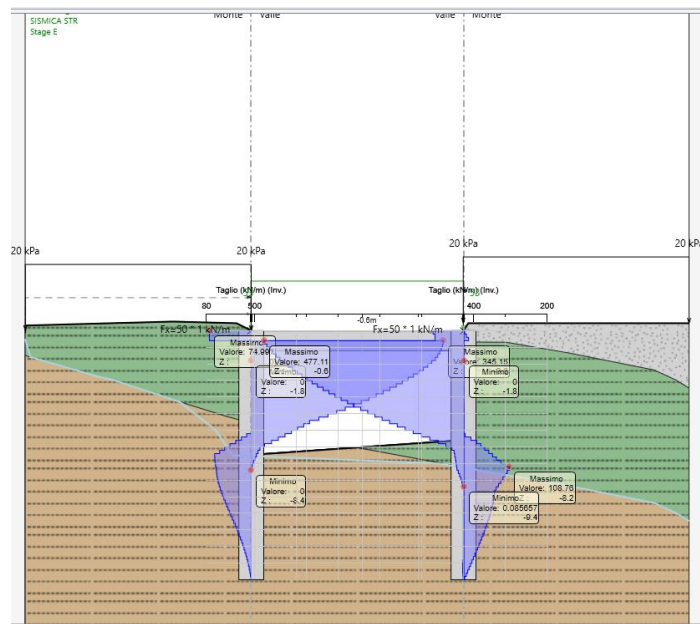 Monte Valle
Valle Monte
SISMICA STR
Stage E
20 kPa
20 kPa
20 kPa
20 kP
Taglio (kN/m) (Inv.)
Taglio (kN/m) (Inv.)
80
500
-0.6m
400
200
Fx=50 * 1 kN/m
Fx=50 * 1 kN/m
Massimo
Valore: 74.99
Z :
Massimo
Valore: 477.11
Z : -0.6
Valore: 0
Z : -1.8
Massimo
Valore: 345.15
Minimo
Valore: 0
Z : -1.8
Minimo
Valore: 0
Z : -8.4
Massimo
Valore: 108.76
Z : -8.2
Minimo
Valore: 0.085657
Z : -9.4